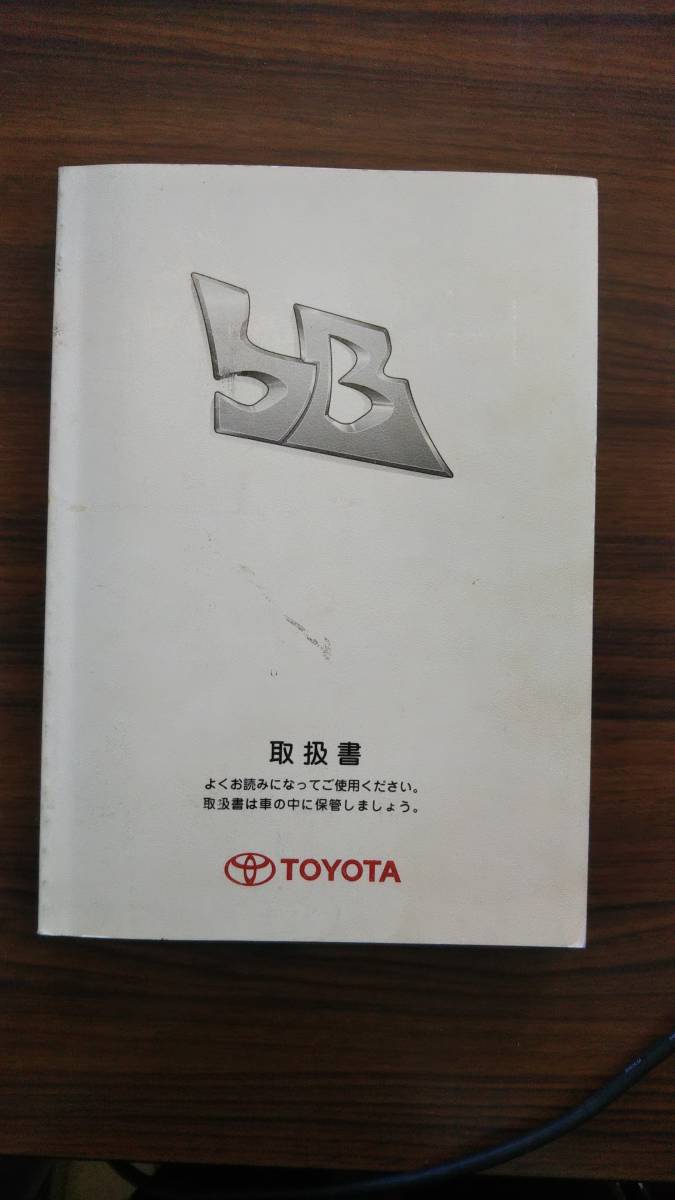 bB
取扱書
よくお読みになってご使用ください。
取扱書は車の中に保管しましょう。
TOYOTA